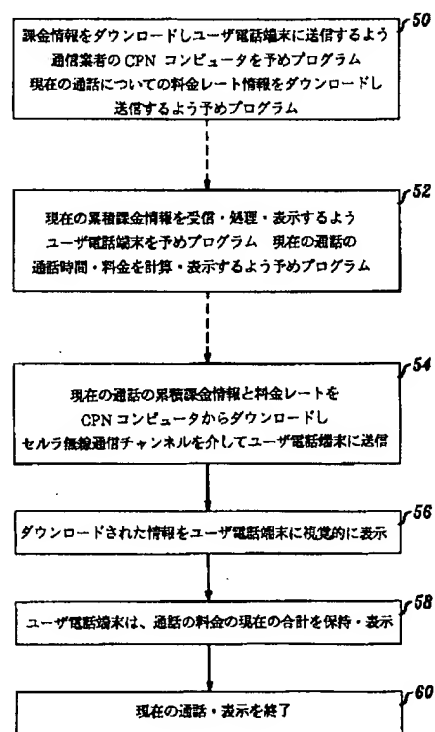 50
課金情報をダウンロードしユーザ電話端末に送信するよう
通信業者の CPN コンピュータを予めプログラム
現在の通話についての料金レート情報をダウンロードし
送信するよう予めプログラム
52
現在の累積課金情報を受信・処理・表示するよう
ユーザ電話端末を予めプログラム 現在の通話の
通話時間・料金を計算・表示するよう予めプログラム
54
現在の通話の累積課金情報と料金レートを
CPN コンピュータからダウンロードし
セルラ無線通信チャンネルを介してユーザ電話端末に送信
56
ダウンロードされた情報をユーザ電話端末に視覚的に表示
58
ユーザ電話端末は、通話の料金の現在の合計を保持・表示
60
現在の通話・表示を終了